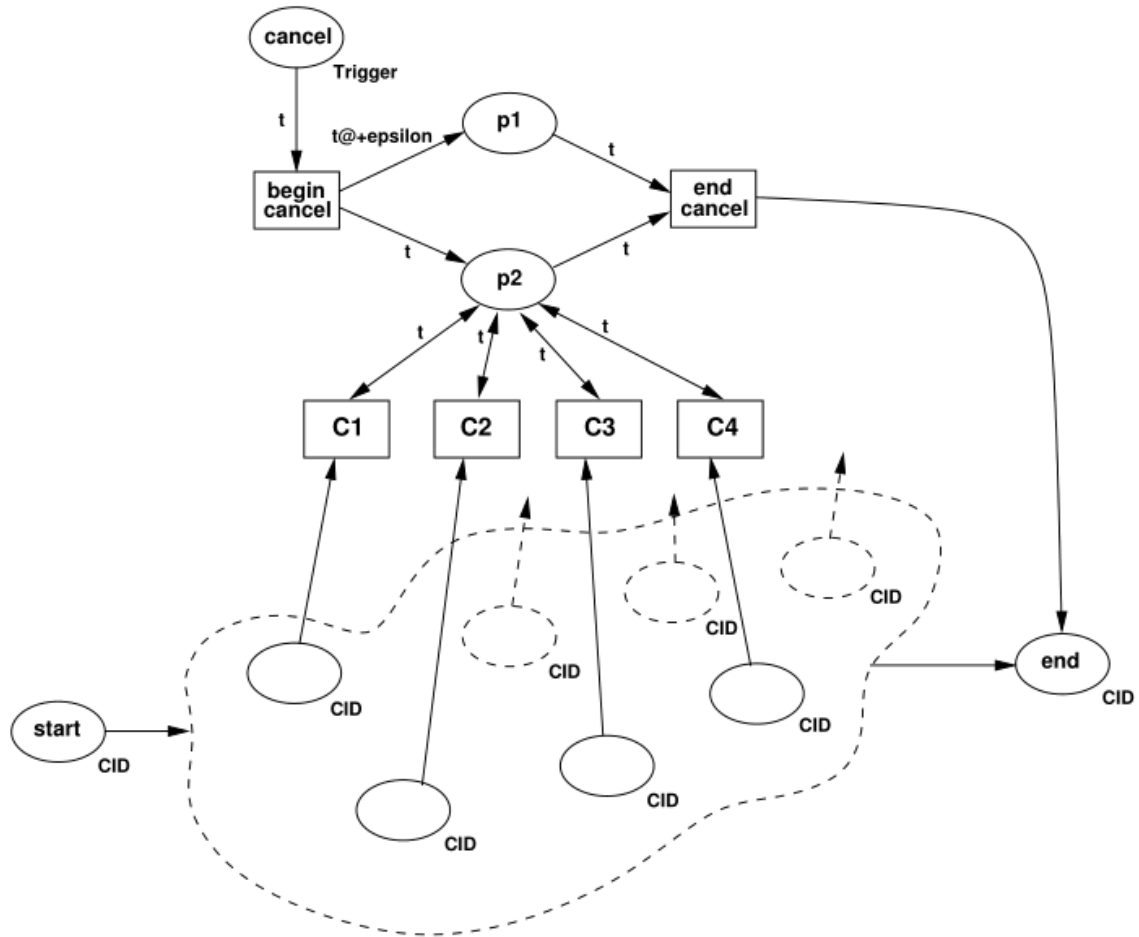 cancel
Trigger
t
t@+epsilon
p1
t
begin
cancel
end
cancel
t
t
p2
t
t
t
t
C1
C2
C3
C4
CID
CID
CID
end
CID
CID
CID
start
CID
CID
CID